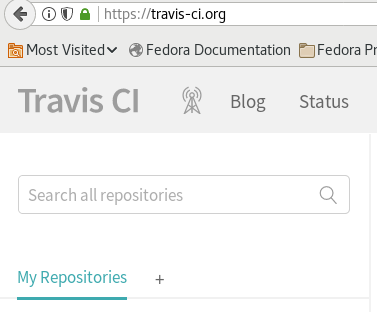 https://travis-ci.org
Most Visited Fedora Documentation Fedora Pr
Travis CI Blog Status
Search all repositories
My Repositories +